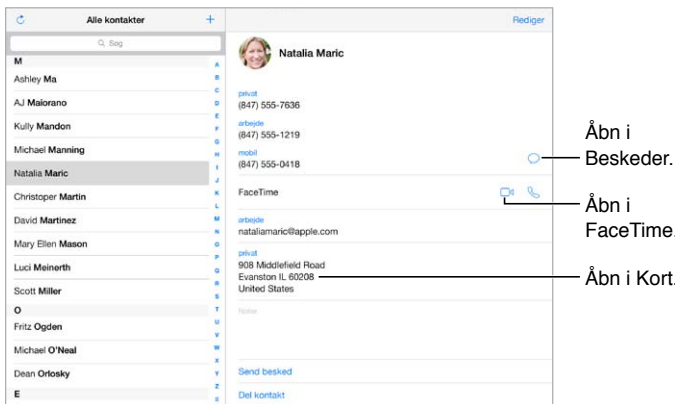 Alle kontakter +
Søg
M
Ashley Ma
AJ Maiorano
Kully Mandon
Michael Manning
Natalia Maric
Christoper Martin
David Martinez
Mary Ellen Mason
Luci Meinerth
Scott Miller
O
Fritz Ogden
Michael O'Neal
Dean Orlosky
E
A
B
C
D
E
F
G
H
I
J
K
L
M
N
O
P
Q
R
S
T
U
V
W
X
Y
Z
#
Rediger
Natalia Maric
privat
(847) 555-7636
arbejde
(847) 555-1219
mobil
(847) 555-0418
FaceTime
arbejde
nataliamaric@apple.com
privat
908 Middlefield Road
Evanston IL 60208
United States
Noter
Send besked
Del kontakt
Åbn i
Beskeder.
Åbn i
FaceTime.
Åbn i Kort.